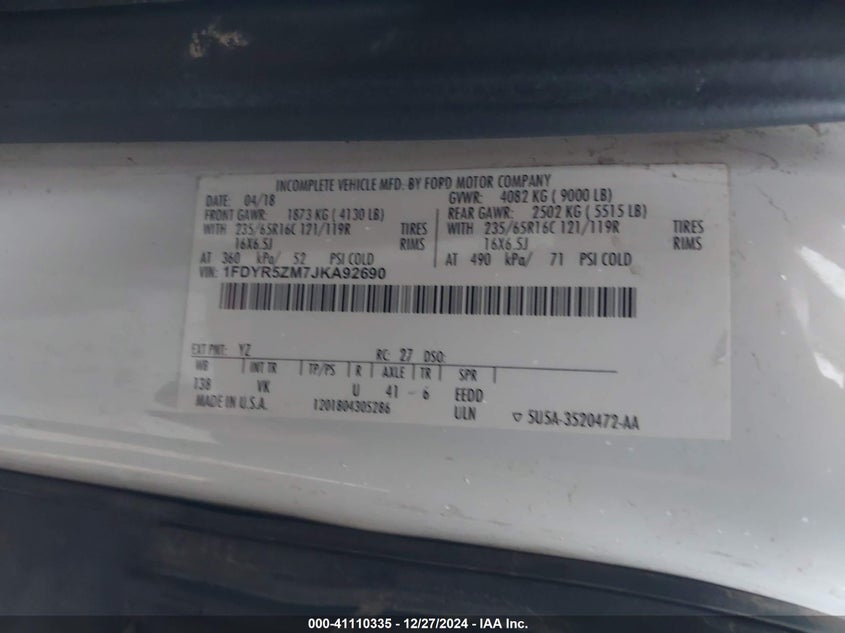 INCOMPLETE VEHICLE MFD. BY FORD MOTOR COMPANY
DATE: 04/18 GVWR: 4082 KG ( 9000 LB)
FRONT GAWR: 1873 KG ( 4130 LB) REAR GAWR: 2502 KG ( 5515 LB)
WITH 235/65R16C 121/119R TIRES WITH 235/65R16C 121/119R TIRES
16X6.5J RIMS 16X6.5J RIMS
AT 360 kPa/ 52 PSI COLD AT 490 kPa/ 71 PSI COLD
VIN: 1FDYR5ZM7JKA92690
EXT PNT: YZ RC: 27 DSO:
WB INT TR TP/PS R AXLE TR SPR
138 VK U 41 - 6 EEDD
MADE IN U.S.A. 1201804305286 ULN ▽ 5USA-3520472-AA
000-41110335 - 12/27/2024 - IAA Inc.